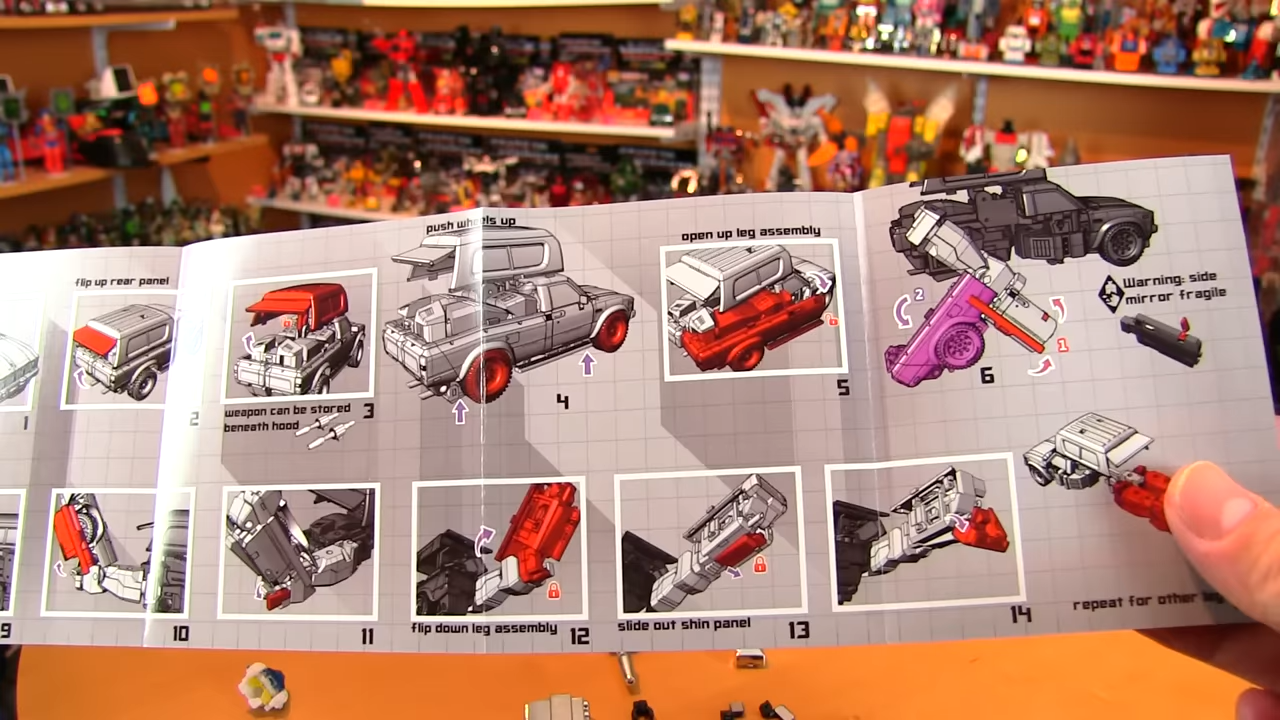 flip up rear panel
1
2
weapon can be stored
beneath hood
3
push wheels up
4
open up leg assembly
5
2
1
6
Warning: side
mirror fragile
9
10
11
flip down leg assembly
12
slide out shin panel
13
14
repeat for other